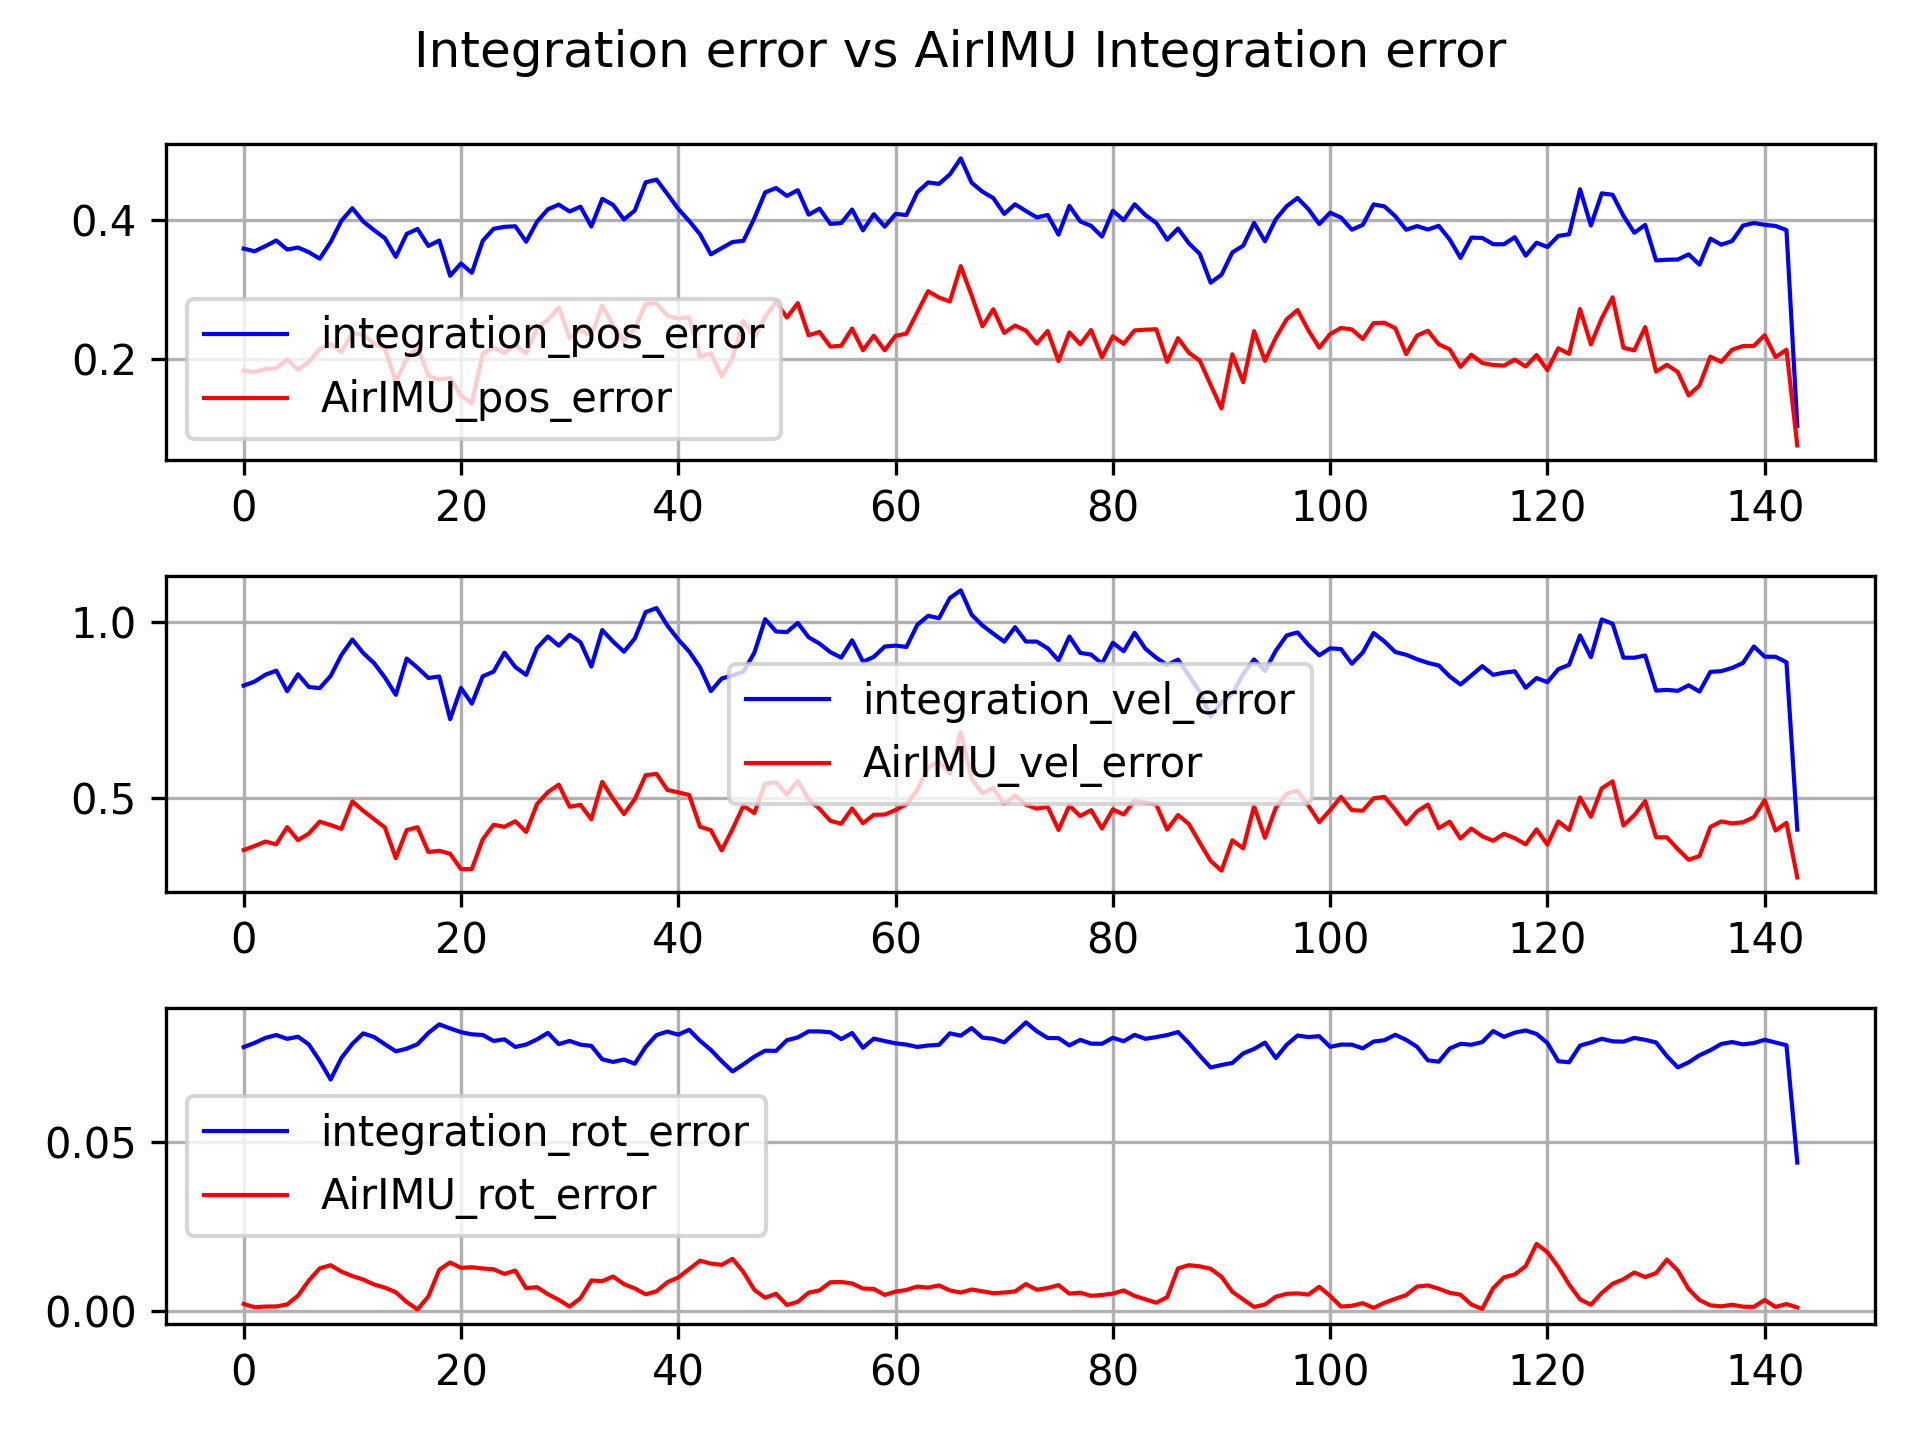 Integration error vs AirIMU Integration error
0.4
0.2
integration_pos_error
AirIMU_pos_error
0 20 40 60 80 100 120 140
1.0
0.5
integration_vel_error
AirIMU_vel_error
0 20 40 60 80 100 120 140
0.05
0.00
integration_rot_error
AirIMU_rot_error
0 20 40 60 80 100 120 140